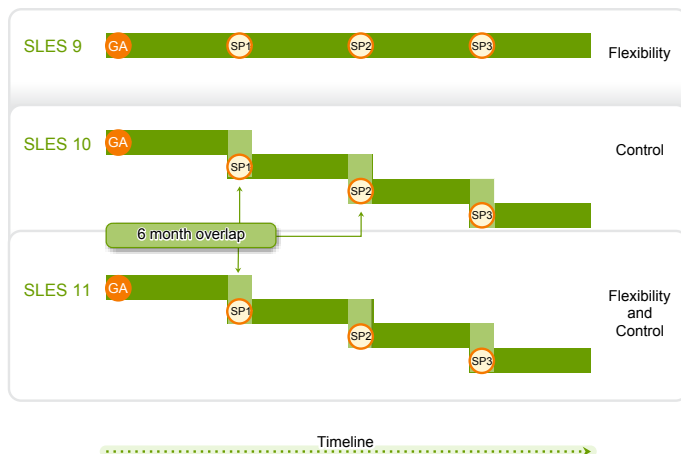 SLES 9
GA
SP1
SP2
SP3
Flexibility
SLES 10
GA
SP1
SP2
SP3
Control
6 month overlap
SLES 11
GA
SP1
SP2
SP3
Flexibility
and
Control
Timeline